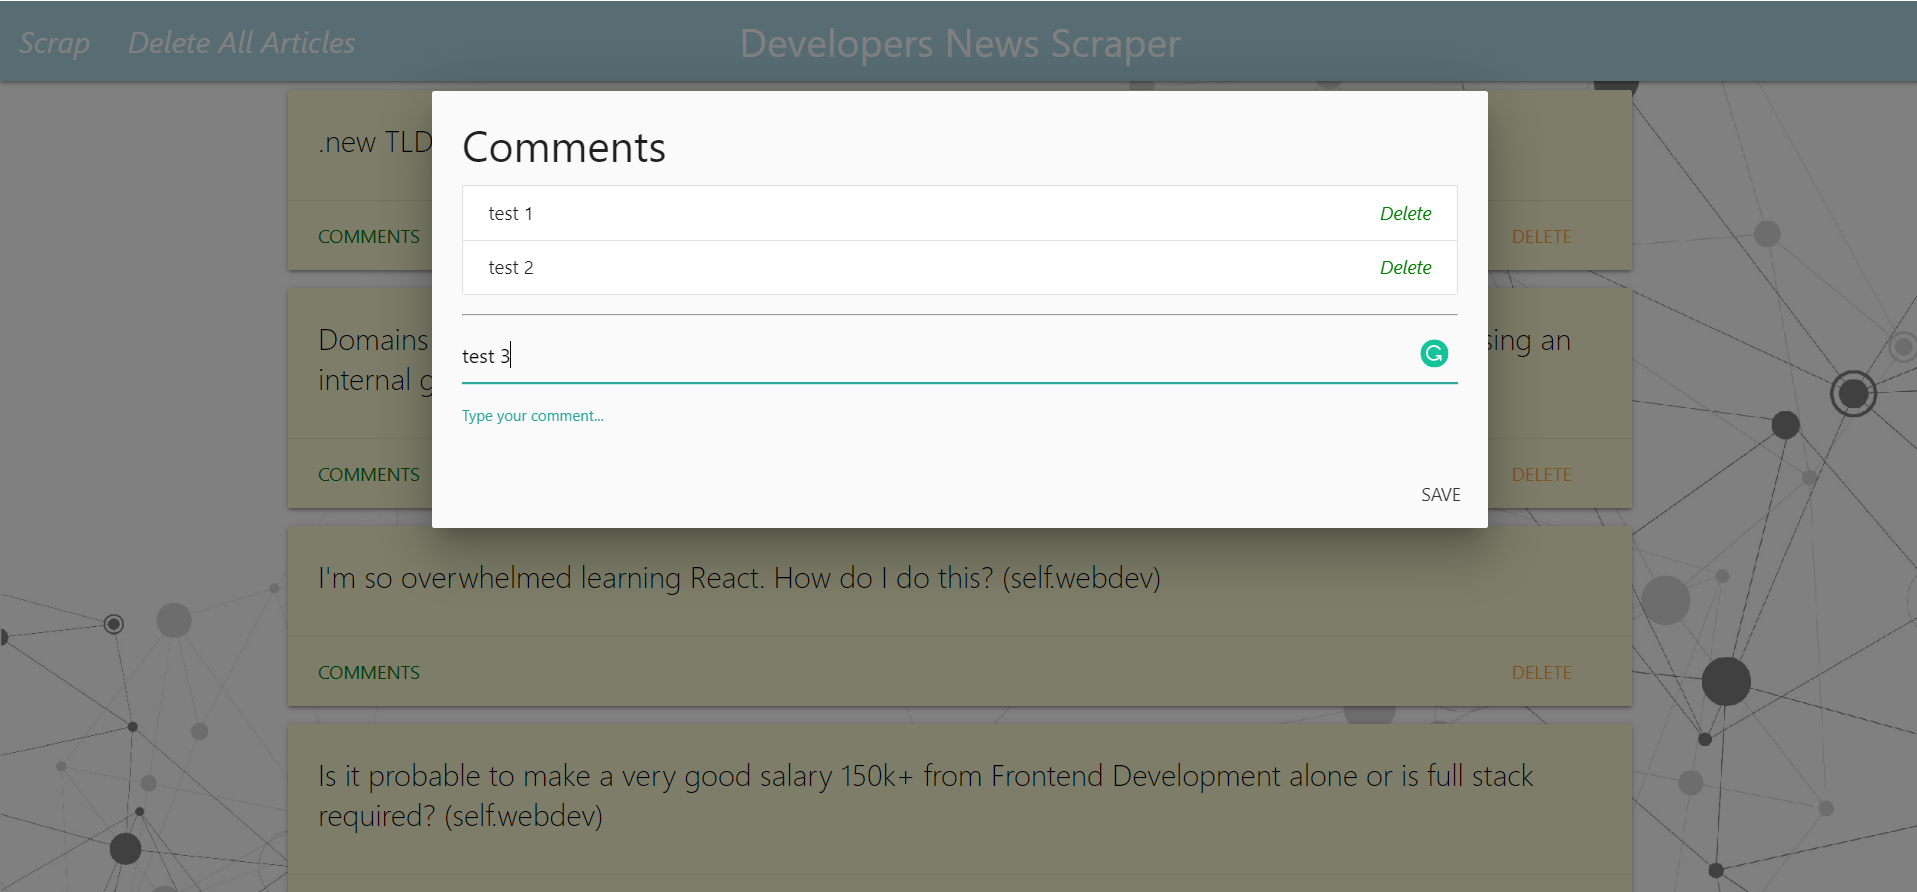 Scrap Delete All Articles Developers News Scraper
Comments
test 1 Delete
test 2 Delete
test 3
Type your comment...
SAVE
.new TLD
COMMENTS DELETE
Domains sing an
internal g
COMMENTS DELETE
I'm so overwhelmed learning React. How do I do this? (self.webdev)
COMMENTS DELETE
Is it probable to make a very good salary 150k+ from Frontend Development alone or is full stack
required? (self.webdev)